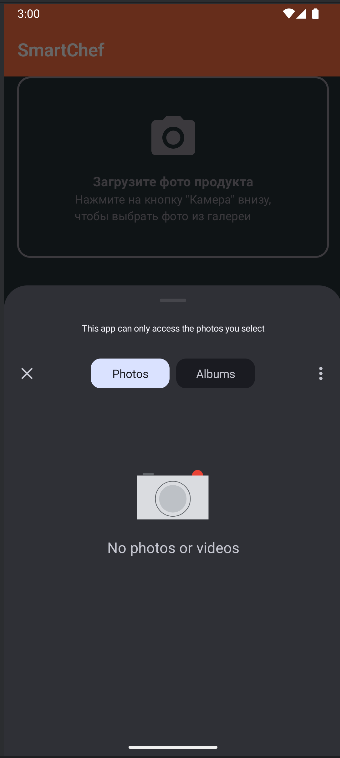 3:00
SmartChef
Загрузите фото продукта
Нажмите на кнопку "Камера" внизу,
чтобы выбрать фото из галереи
This app can only access the photos you select
Photos
Albums
No photos or videos